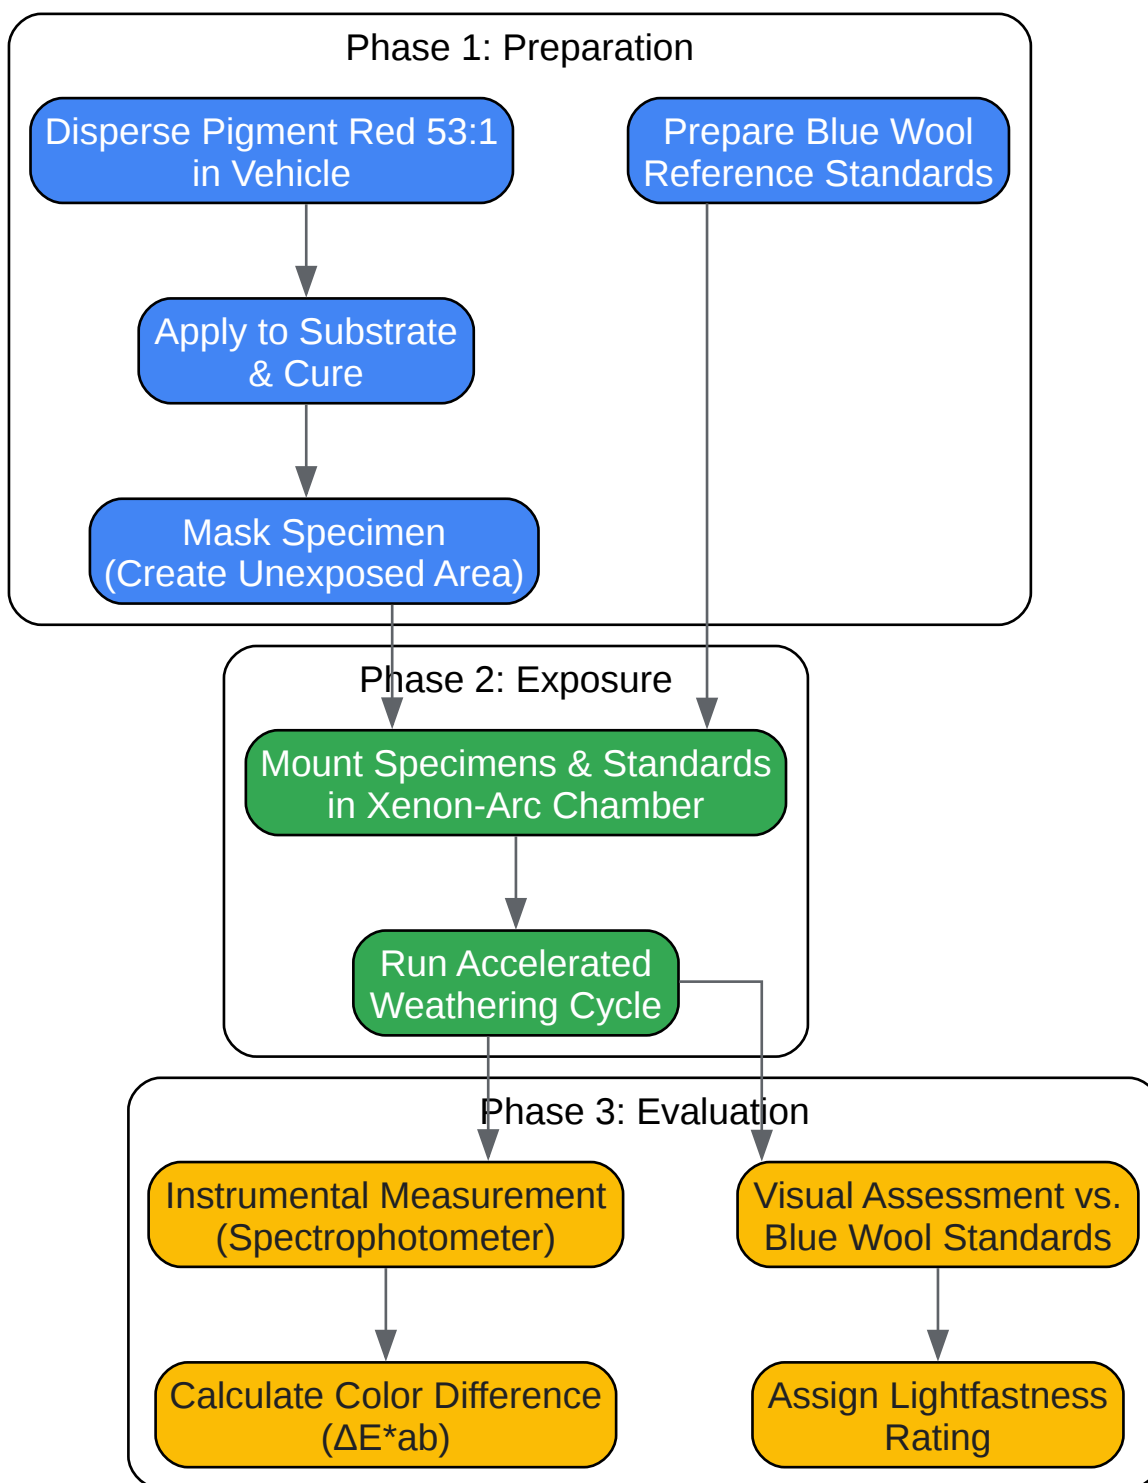 Phase 1: Preparation
Disperse Pigment Red 53:1
in Vehicle
Prepare Blue Wool
Reference Standards
Apply to Substrate
& Cure
Mask Specimen
(Create Unexposed Area)
Phase 2: Exposure
Mount Specimens & Standards
in Xenon-Arc Chamber
Run Accelerated
Weathering Cycle
Phase 3: Evaluation
Instrumental Measurement
(Spectrophotometer)
Visual Assessment vs.
Blue Wool Standards
Calculate Color Difference
(ΔE*ab)
Assign Lightfastness
Rating